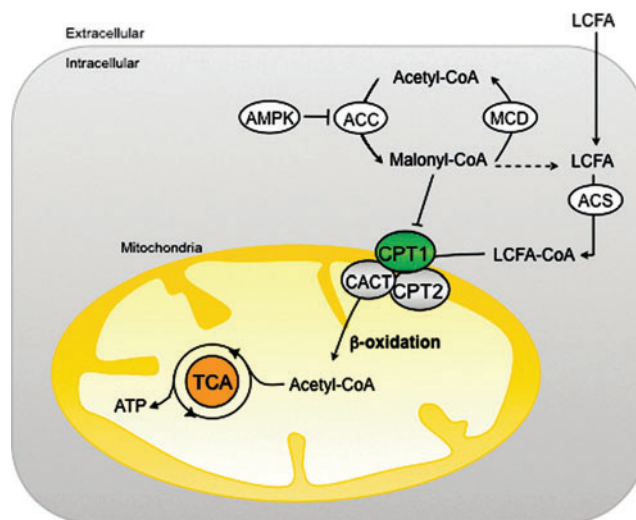 LCFA
Extracellular
Intracellular
Acetyl-CoA
AMPK
ACC
MCD
Malonyl-CoA
LCFA
ACS
Mitochondria
CPT1
LCFA-CoA
CACT
CPT2
β-oxidation
TCA
Acetyl-CoA
ATP